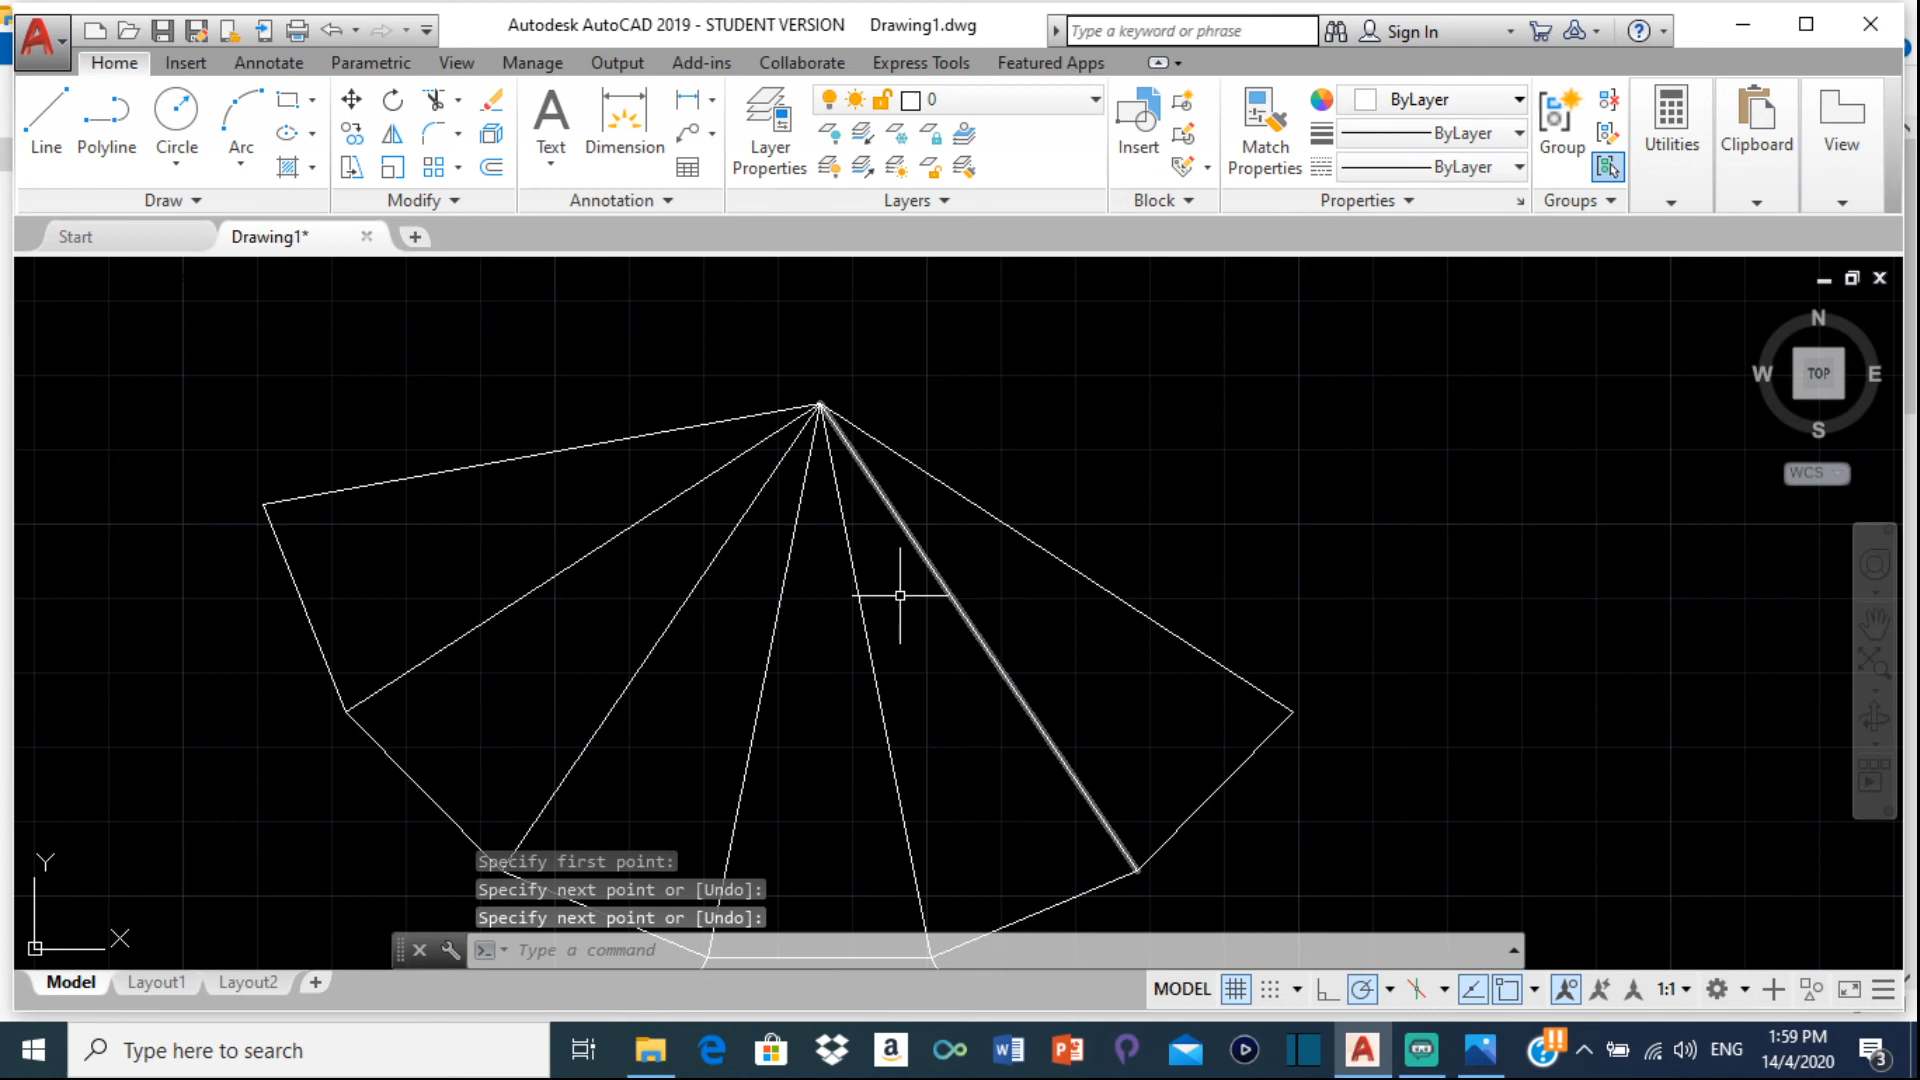 Autodesk AutoCAD 2019 - STUDENT VERSION Drawing1.dwg
Type a keyword or phrase
Sign In
Home Insert Annotate Parametric View Manage Output Add-ins Collaborate Express Tools Featured Apps
0
ByLayer
ByLayer
ByLayer
Line Polyline Circle Arc
Text Dimension
Layer Properties
Insert
Match Properties
Group
Utilities
Clipboard
View
Draw Modify Annotation Layers Block Properties Groups
Start Drawing1*
N
W TOP E
S
WCS
Y
X
Specify first point:
Specify next point or [Undo]:
Specify next point or [Undo]:
Type a command
Model Layout1 Layout2
MODEL 1:1
Type here to search
ENG
1:59 PM
14/4/2020
3